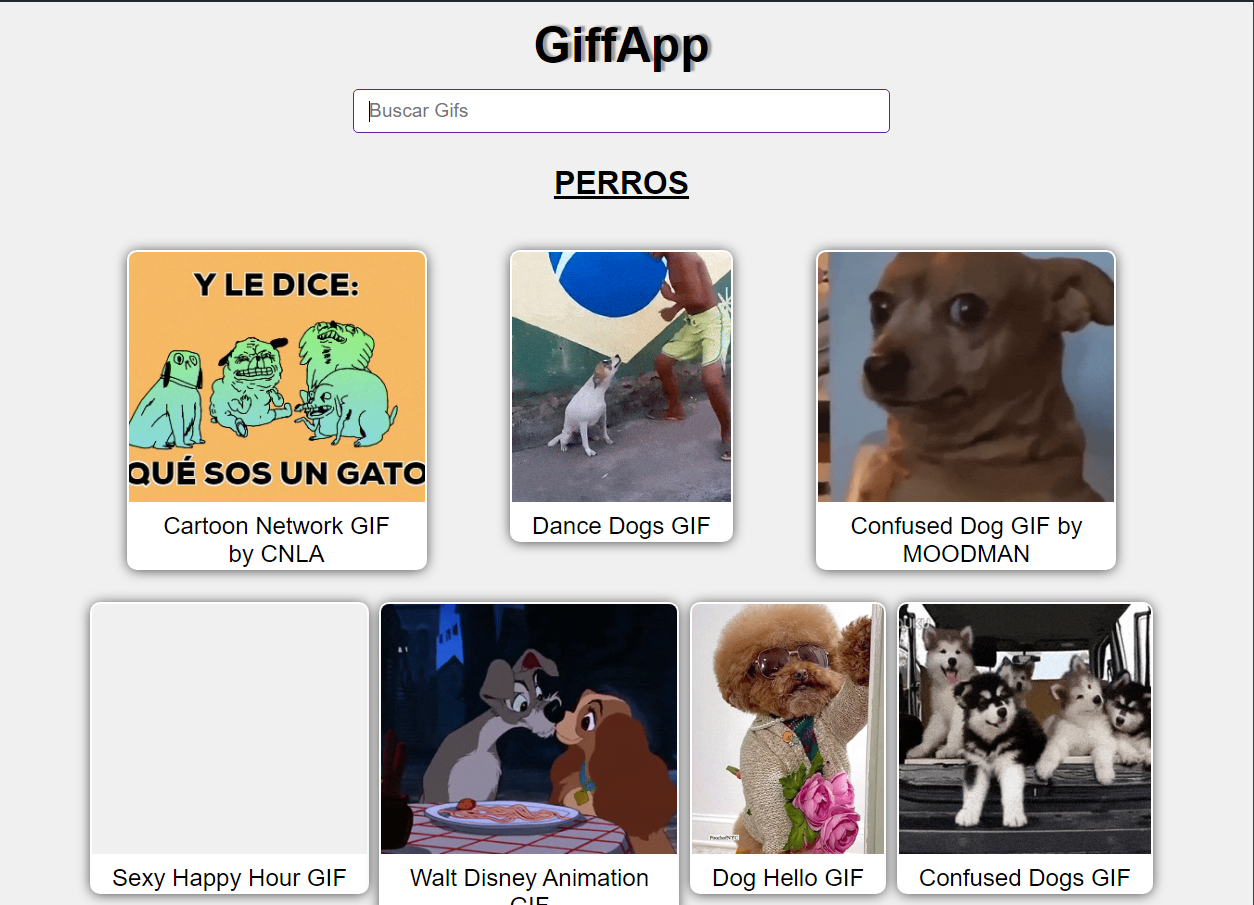 GiffApp
Buscar Gifs
PERROS
Y LE DICE:
QUÉ SOS UN GATO
Cartoon Network GIF
by CNLA
Dance Dogs GIF
Confused Dog GIF by
MOODMAN
Sexy Happy Hour GIF
Walt Disney Animation
GIF
Dog Hello GIF
Confused Dogs GIF